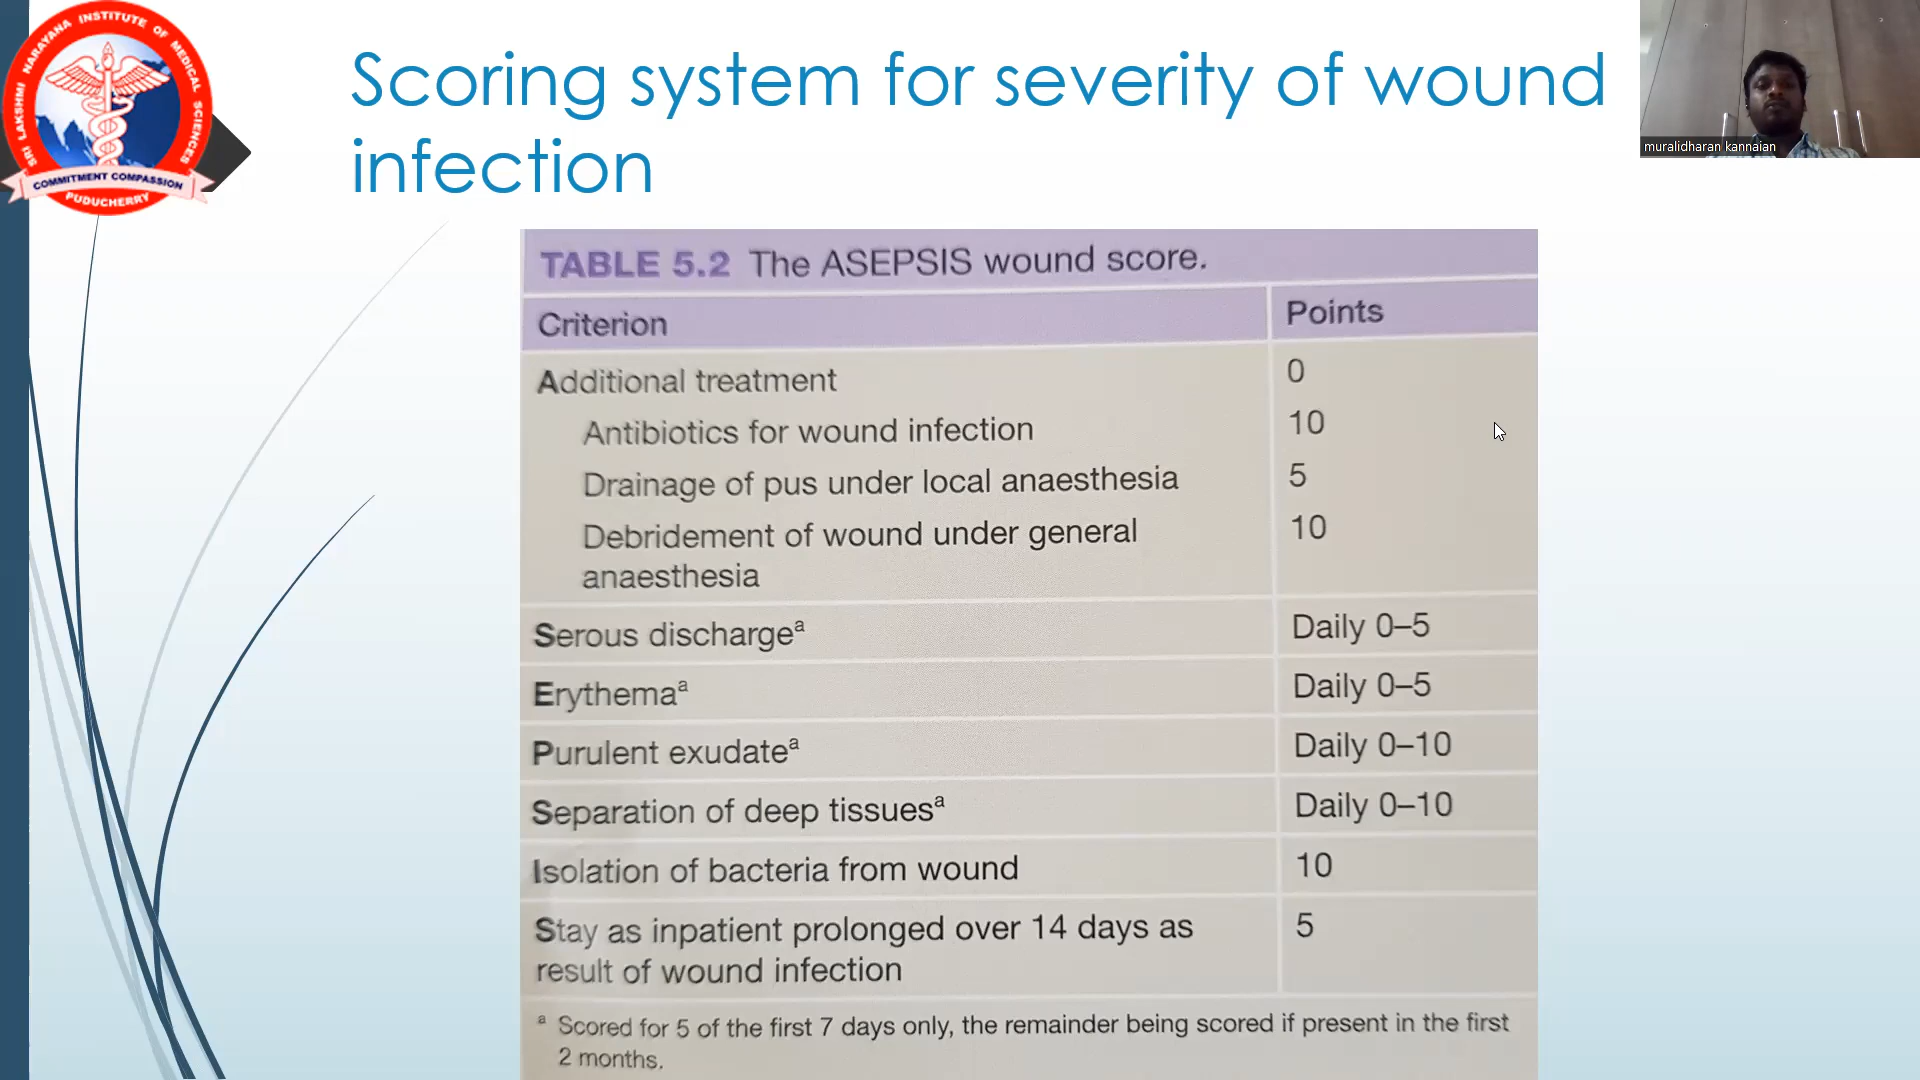 SRI LAKSHMI NARAYANA INSTITUTE OF MEDICAL SCIENCES
COMMITMENT COMPASSION
PUDUCHERRY
Scoring system for severity of wound
infection
muralidharan kannaian
TABLE 5.2 The ASEPSIS wound score.
Criterion Points
Additional treatment 0
Antibiotics for wound infection 10
Drainage of pus under local anaesthesia 5
Debridement of wound under general 10
anaesthesia
Serous dischargeᵃ Daily 0–5
Erythemaᵃ Daily 0–5
Purulent exudateᵃ Daily 0–10
Separation of deep tissuesᵃ Daily 0–10
Isolation of bacteria from wound 10
Stay as inpatient prolonged over 14 days as 5
result of wound infection
ᵃ Scored for 5 of the first 7 days only, the remainder being scored if present in the first
2 months.